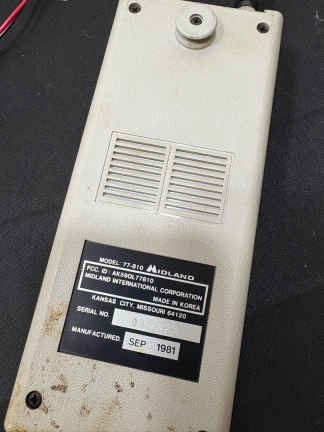 MODEL 77-810 MIDLAND
FCC. ID : AK59OL77810
MIDLAND INTERNATIONAL CORPORATION
MADE IN KOREA
KANSAS CITY, MISSOURI 64120
SERIAL NO.
MANUFACTURED. SEP 1981